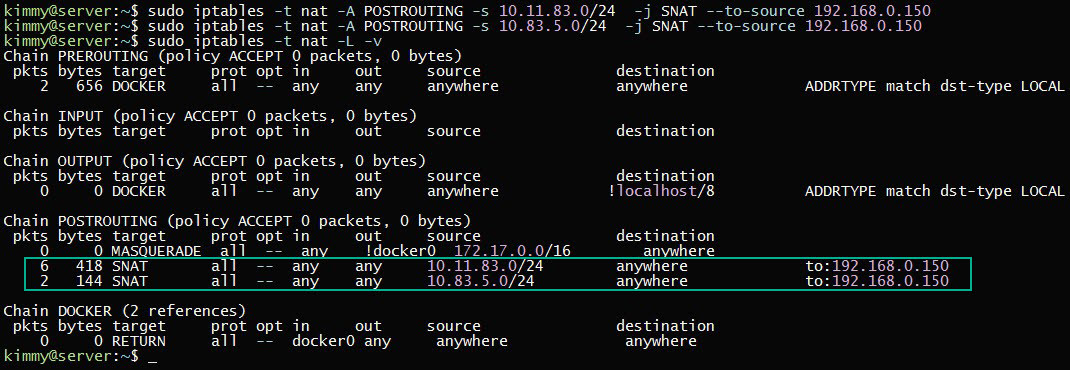 kimmy@server:~$ sudo iptables -t nat -A POSTROUTING -s 10.11.83.0/24  -j SNAT --to-source 192.168.0.150
kimmy@server:~$ sudo iptables -t nat -A POSTROUTING -s 10.83.5.0/24  -j SNAT --to-source 192.168.0.150
kimmy@server:~$ sudo iptables -t nat -L -v
Chain PREROUTING (policy ACCEPT 0 packets, 0 bytes)
 pkts bytes target     prot opt in     out     source               destination
    2   656 DOCKER     all  --  any    any     anywhere             anywhere             ADDRTYPE match dst-type LOCAL

Chain INPUT (policy ACCEPT 0 packets, 0 bytes)
 pkts bytes target     prot opt in     out     source               destination

Chain OUTPUT (policy ACCEPT 0 packets, 0 bytes)
 pkts bytes target     prot opt in     out     source               destination
    0     0 DOCKER     all  --  any    any     anywhere            !localhost/8          ADDRTYPE match dst-type LOCAL

Chain POSTROUTING (policy ACCEPT 0 packets, 0 bytes)
 pkts bytes target     prot opt in     out     source               destination
    0     0 MASQUERADE  all  --  any    !docker0  172.17.0.0/16        anywhere
    6   418 SNAT       all  --  any    any     10.11.83.0/24        anywhere             to:192.168.0.150
    2   144 SNAT       all  --  any    any     10.83.5.0/24         anywhere             to:192.168.0.150

Chain DOCKER (2 references)
 pkts bytes target     prot opt in     out     source               destination
    0     0 RETURN     all  --  docker0 any     anywhere             anywhere
kimmy@server:~$ _